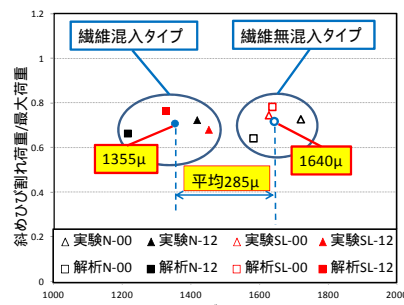 1.2
繊維混入タイプ
繊維無混入タイプ
1
0.8
0.6
0.4
0.2
0
斜めひび割れ荷重/最大荷重
1355μ
1640μ
平均285μ
△ 実験N-00 ▲ 実験N-12 △ 実験SL-00 ▲ 実験SL-12
□ 解析N-00 ■ 解析N-12 □ 解析SL-00 ■ 解析SL-12
1000 1200 1400 1600 1800 2000